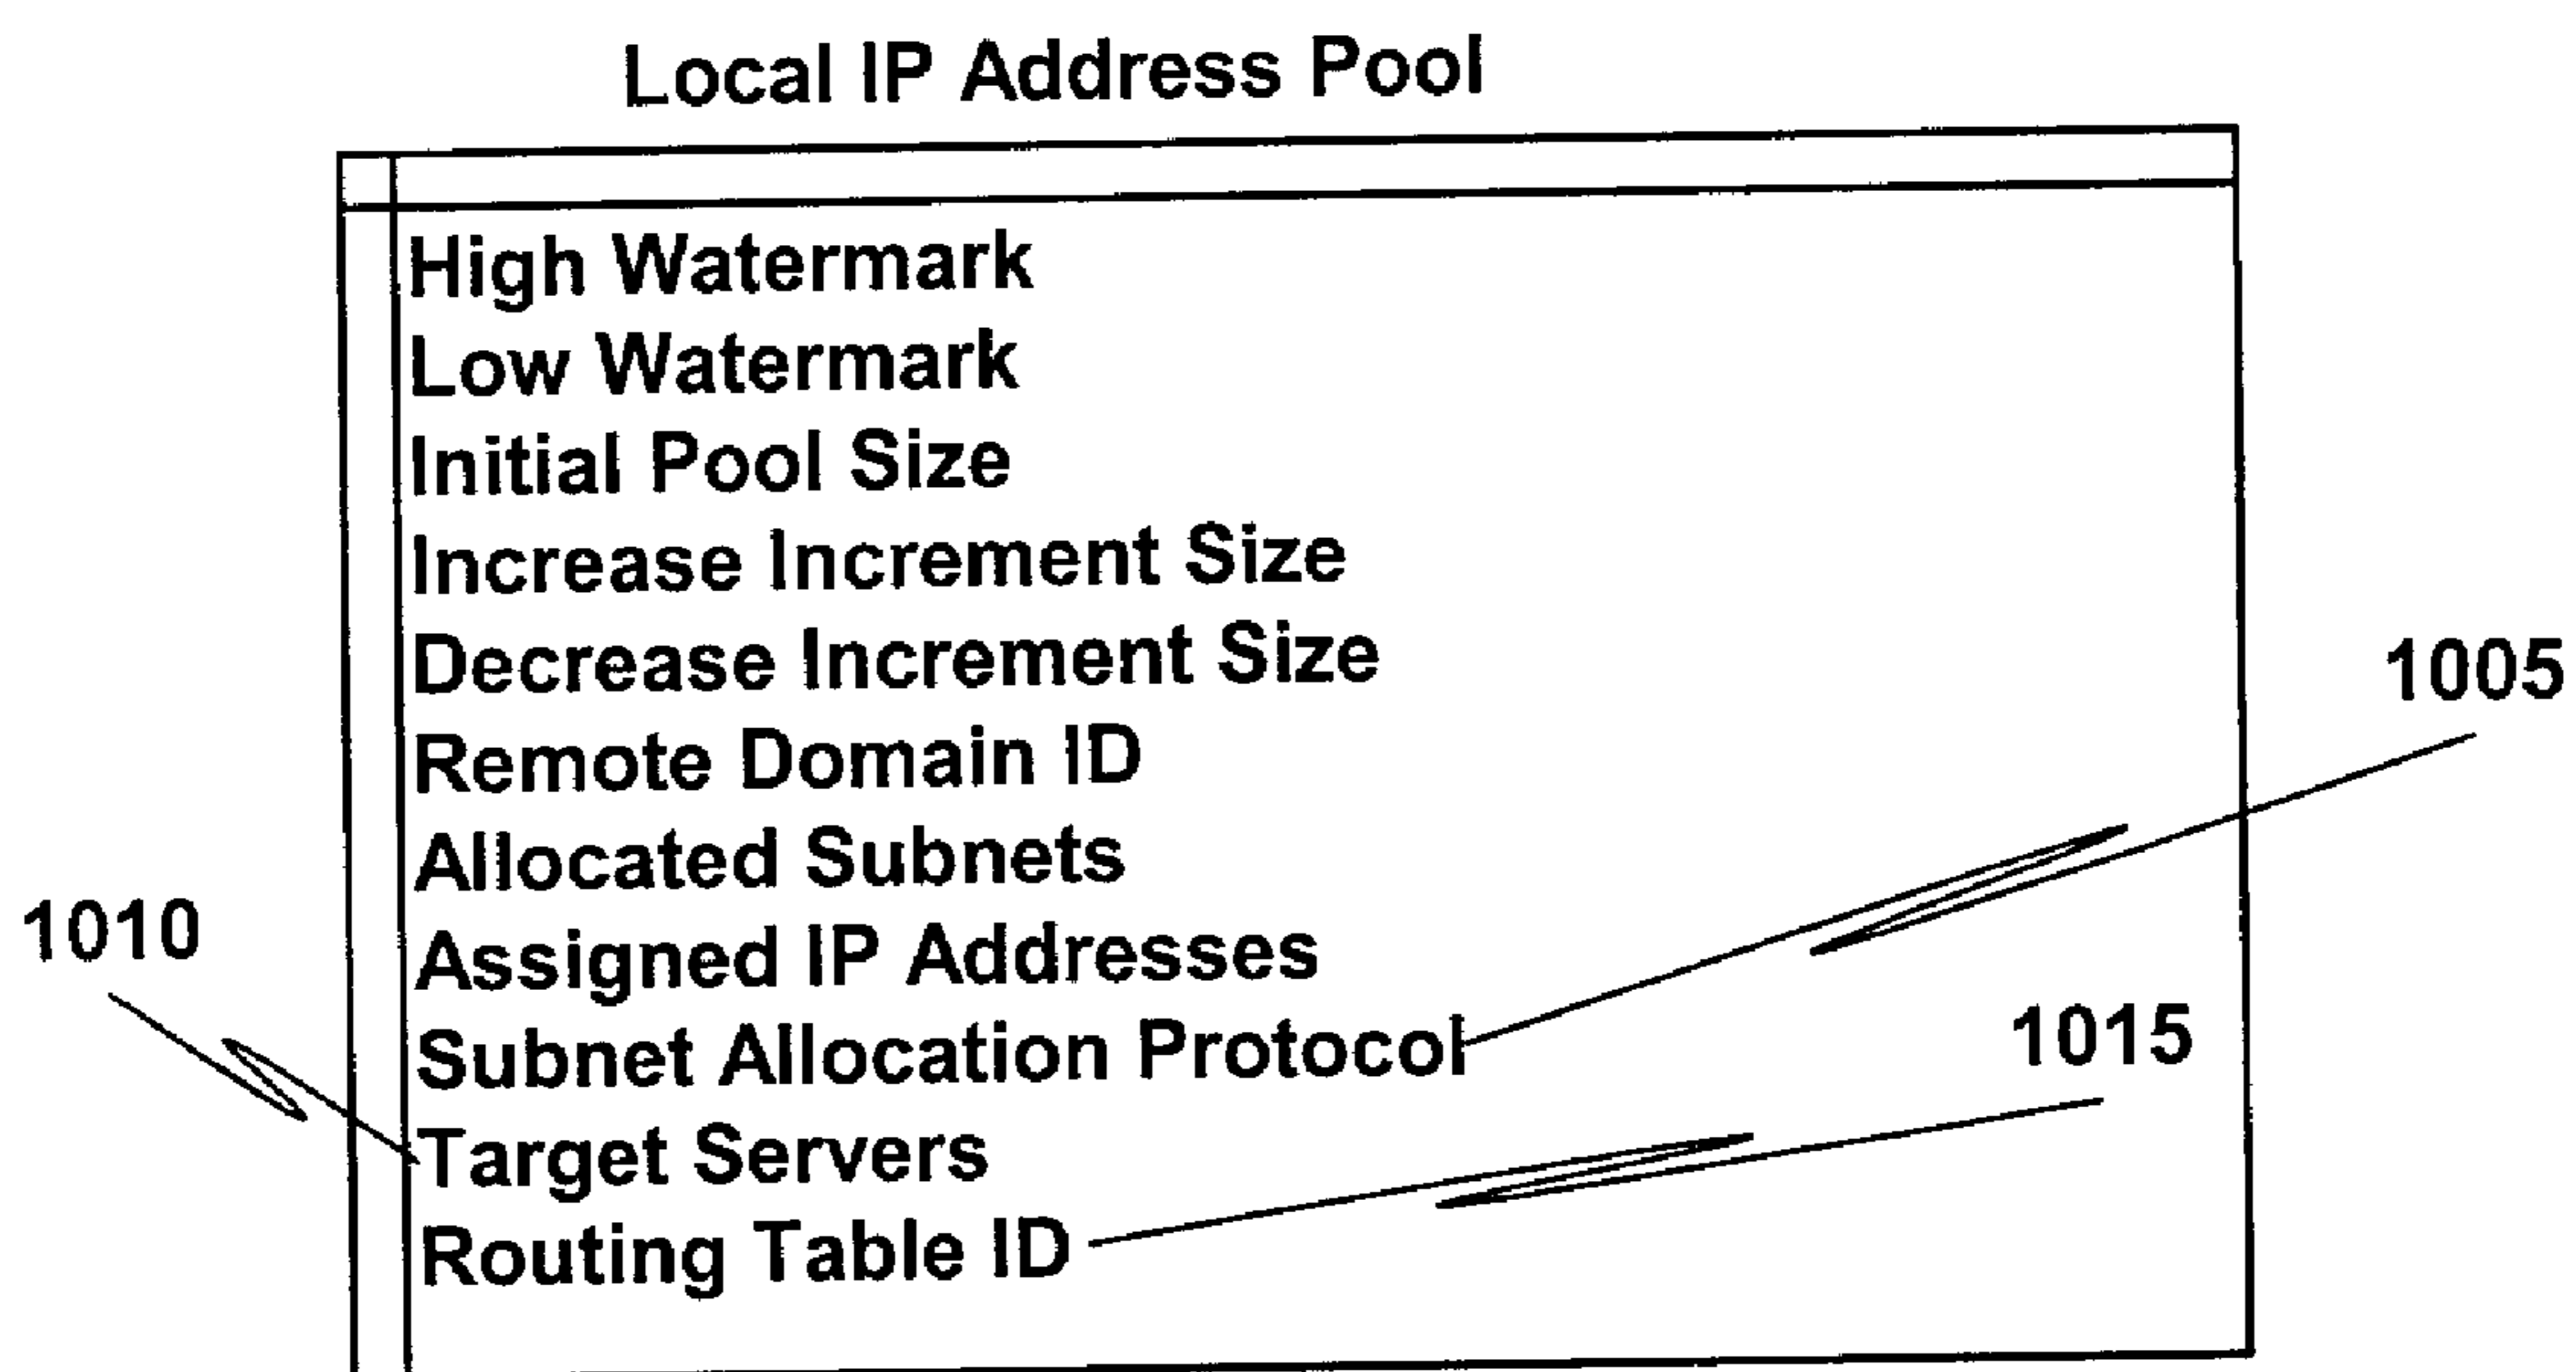 Local IP Address Pool
High Watermark
Low Watermark
Initial Pool Size
Increase Increment Size
Decrease Increment Size
1005
Remote Domain ID
Allocated Subnets
1010
Assigned IP Addresses
Subnet Allocation Protocol
1015
Target Servers
Routing Table ID